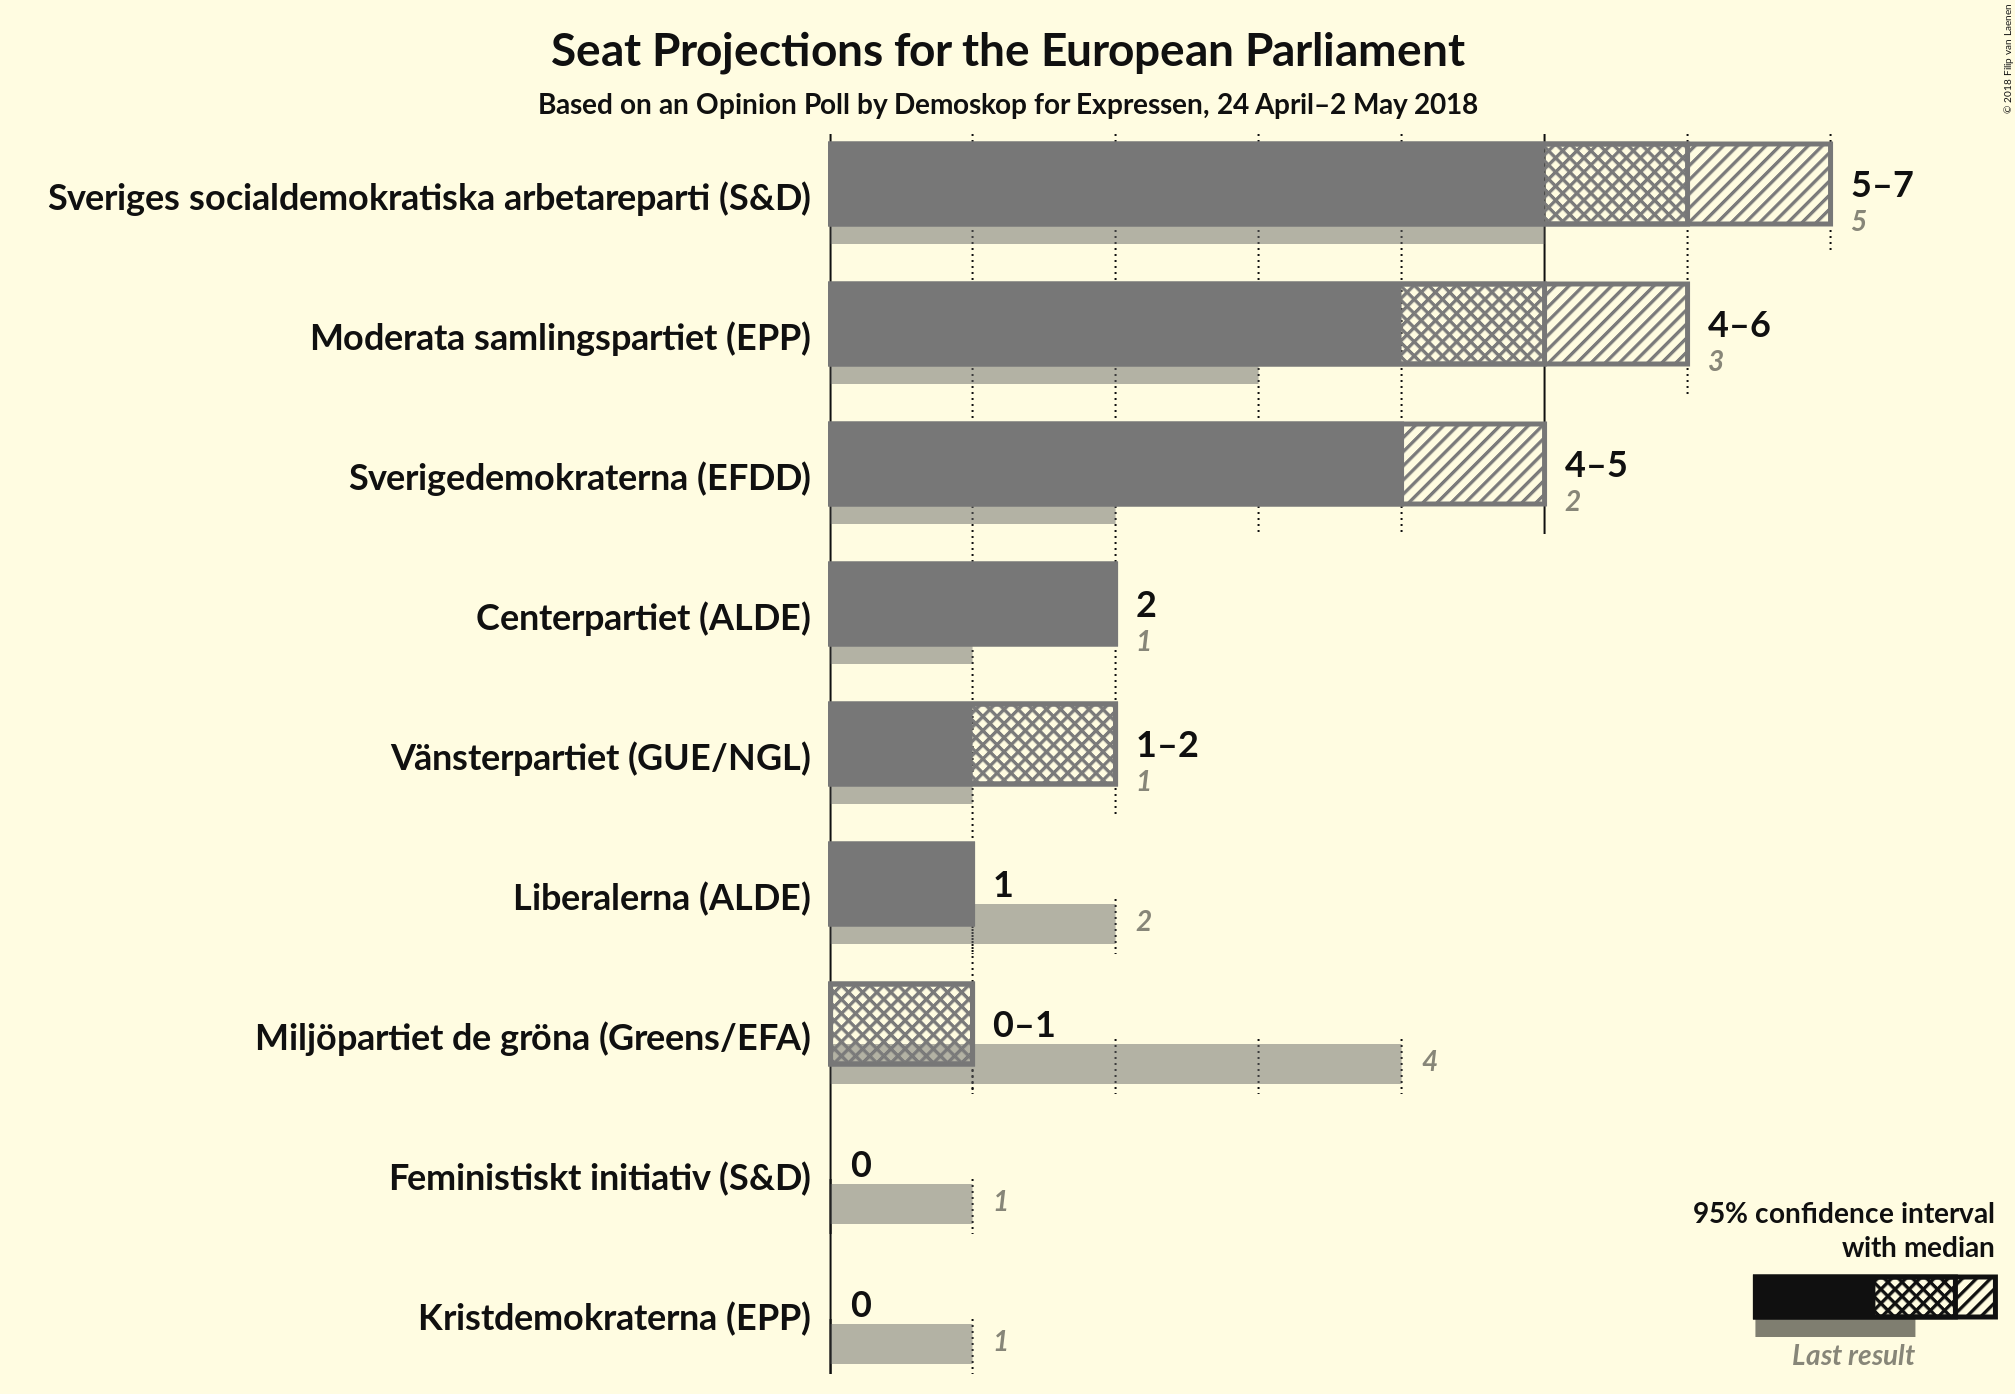 Seat Projections for the European Parliament
Based on an Opinion Poll by Demoskop for Expressen, 24 April–2 May 2018
© 2018 Filip van Laenen
Sveriges socialdemokratiska arbetareparti (S&D)
5–7
5
Moderata samlingspartiet (EPP)
4–6
3
Sverigedemokraterna (EFDD)
4–5
2
Centerpartiet (ALDE)
2
1
Vänsterpartiet (GUE/NGL)
1–2
1
Liberalerna (ALDE)
1
2
Miljöpartiet de gröna (Greens/EFA)
0–1
4
Feministiskt initiativ (S&D)
0
1
Kristdemokraterna (EPP)
0
1
95% confidence interval
with median
Last result